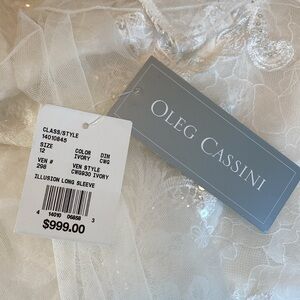 CLASS/STYLE
14010845
SIZE COLOR DIM
12 IVORY CWG
VEN # VEN STYLE
298 CWG930 IVORY
ILLUSION LONG SLEEVE
4 14010 06858 3
$999.00
OLEG CASSINI